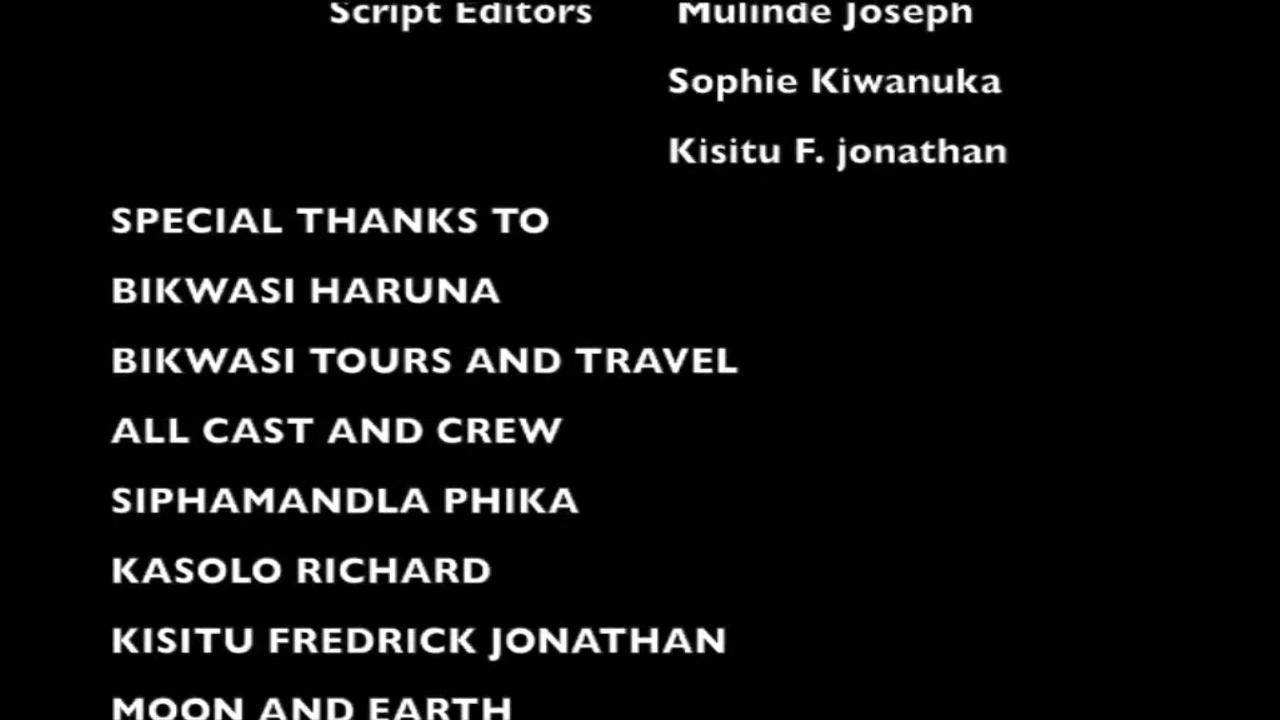 Script Editors Mulinde Joseph
Sophie Kiwanuka
Kisitu F. jonathan
SPECIAL THANKS TO
BIKWASI HARUNA
BIKWASI TOURS AND TRAVEL
ALL CAST AND CREW
SIPHAMANDLA PHIKA
KASOLO RICHARD
KISITU FREDRICK JONATHAN
MOON AND EARTH